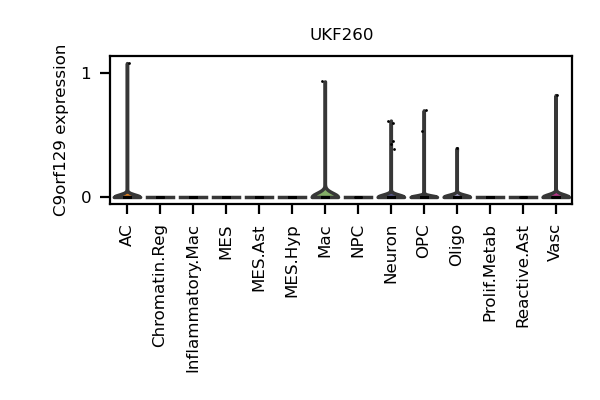 UKF260
C9orf129 expression
1
0
AC
Chromatin.Reg
Inflammatory.Mac
MES
MES.Ast
MES.Hyp
Mac
NPC
Neuron
OPC
Oligo
Prolif.Metab
Reactive.Ast
Vasc